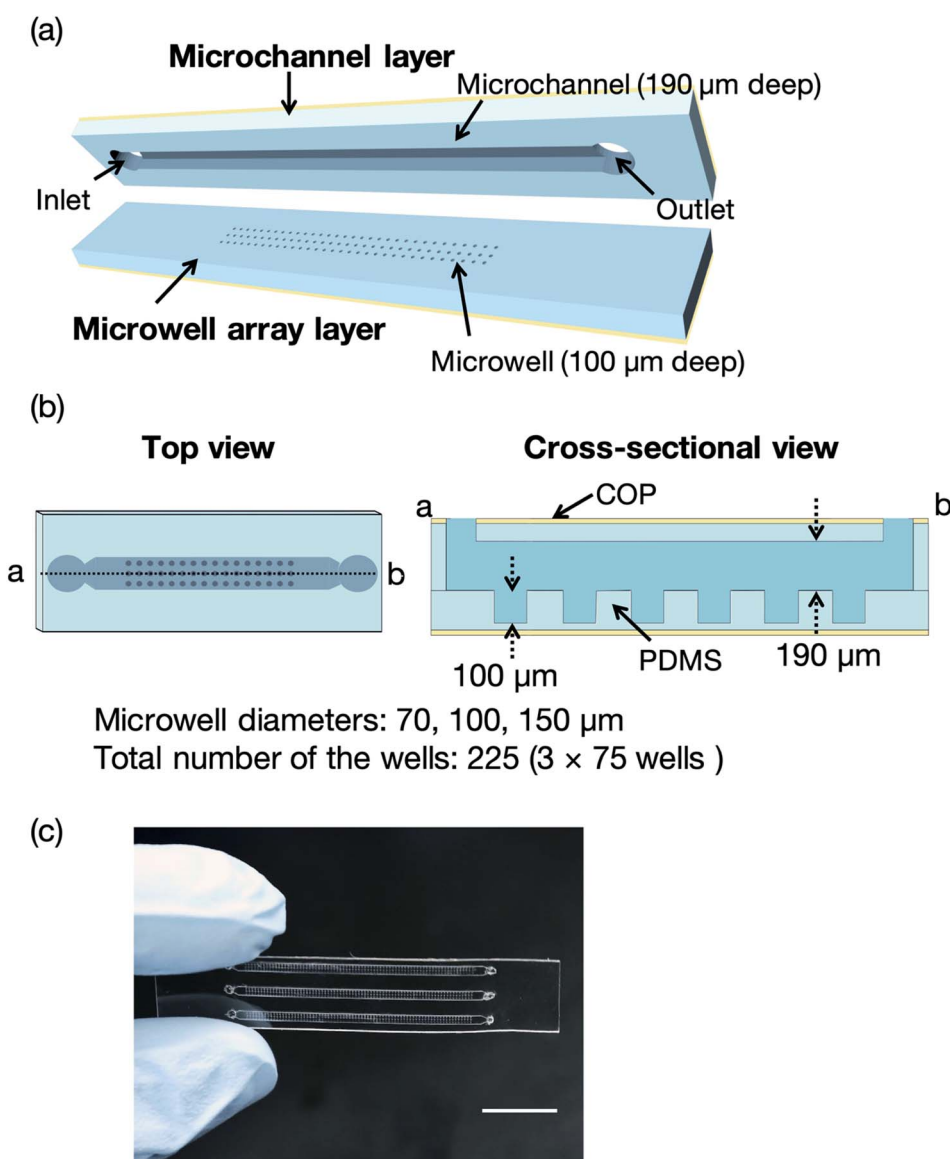 (a)
Microchannel layer
Microchannel (190 µm deep)
Inlet
Outlet
Microwell array layer
Microwell (100 µm deep)
(b)
Top view
Cross-sectional view
COP
a
b
a
b
PDMS
100 µm
190 µm
Microwell diameters: 70, 100, 150 µm
Total number of the wells: 225 (3 × 75 wells )
(c)